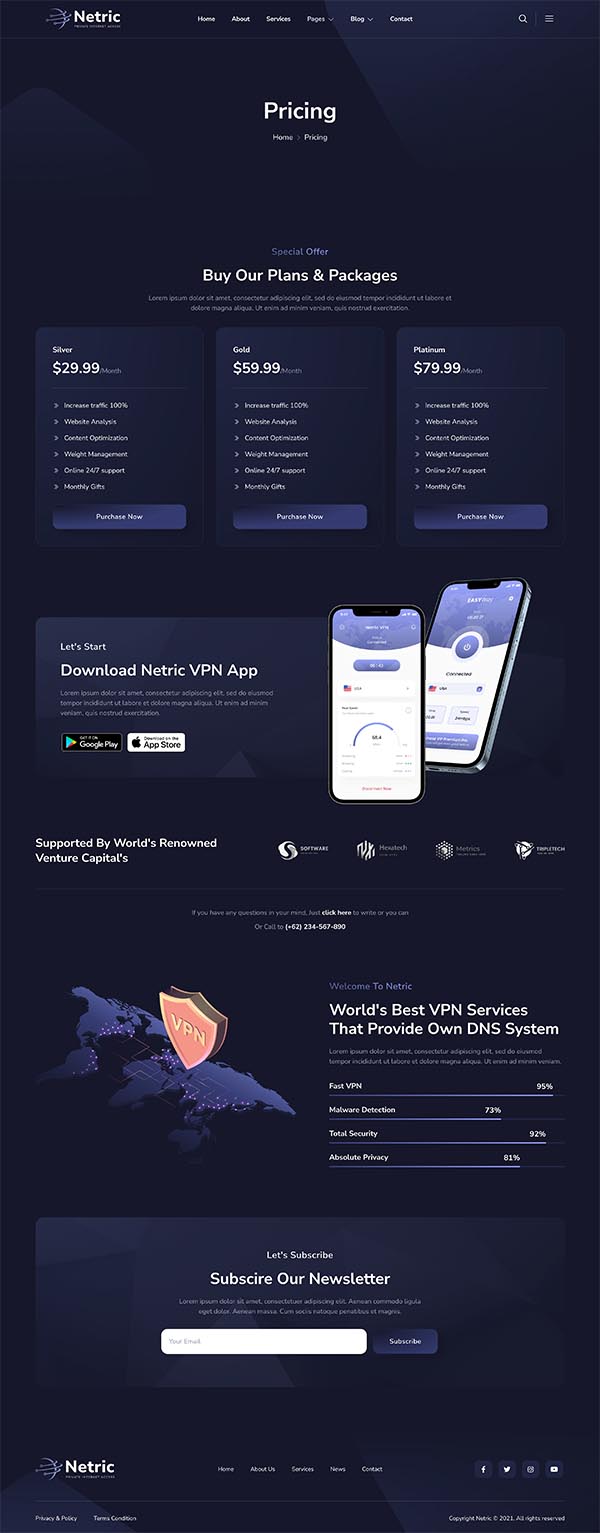 Netric
PRIVATE INTERNET ACCESS
Home About Services Pages Blog Contact
Pricing
Home > Pricing
Special Offer
Buy Our Plans & Packages
Lorem ipsum dolor sit amet, consectetur adipiscing elit, sed do eiusmod tempor incididunt ut labore et
dolore magna aliqua. Ut enim ad minim veniam, quis nostrud exercitation.
Silver
$29.99/Month
Increase traffic 100%
Website Analysis
Content Optimization
Weight Management
Online 24/7 support
Monthly Gifts
Purchase Now
Gold
$59.99/Month
Increase traffic 100%
Website Analysis
Content Optimization
Weight Management
Online 24/7 support
Monthly Gifts
Purchase Now
Platinum
$79.99/Month
Increase traffic 100%
Website Analysis
Content Optimization
Weight Management
Online 24/7 support
Monthly Gifts
Purchase Now
Let's Start
Download Netric VPN App
Lorem ipsum dolor sit amet, consectetur adipiscing elit, sed do eiusmod tempor incididunt ut labore et dolore magna aliqua. Ut enim ad minim
veniam, quis nostrud exercitation.
GET IT ON
Google Play
Download on the
App Store
USA
68.4
Disconnect Now
EASY
Connected
USA
Supported By World's Renowned
Venture Capital's
SOFTWARE
Hexatech
Metrics
TRIPLETECH
If you have any questions in your mind, Just click here to write or you can
Or Call to (+62) 234-567-890
VPN
Welcome To Netric
World's Best VPN Services
That Provide Own DNS System
Lorem ipsum dolor sit amet, consectetur adipiscing elit, sed do eiusmod
tempor incididunt ut labore et dolore magna aliqua. Ut enim ad minim veniam.
Fast VPN 95%
Malware Detection 73%
Total Security 92%
Absolute Privacy 81%
Let's Subscribe
Subscire Our Newsletter
Lorem ipsum dolor sit amet, consectetuer adipiscing elit. Aenean commodo ligula
eget dolor. Aenean massa. Cum sociis natoque penatibus et magnis.
Your Email
Subscribe
Netric
PRIVATE INTERNET ACCESS
Home About Us Services News Contact
Privacy & Policy Terms Condition
Copyright Netric © 2021. All rights reserved